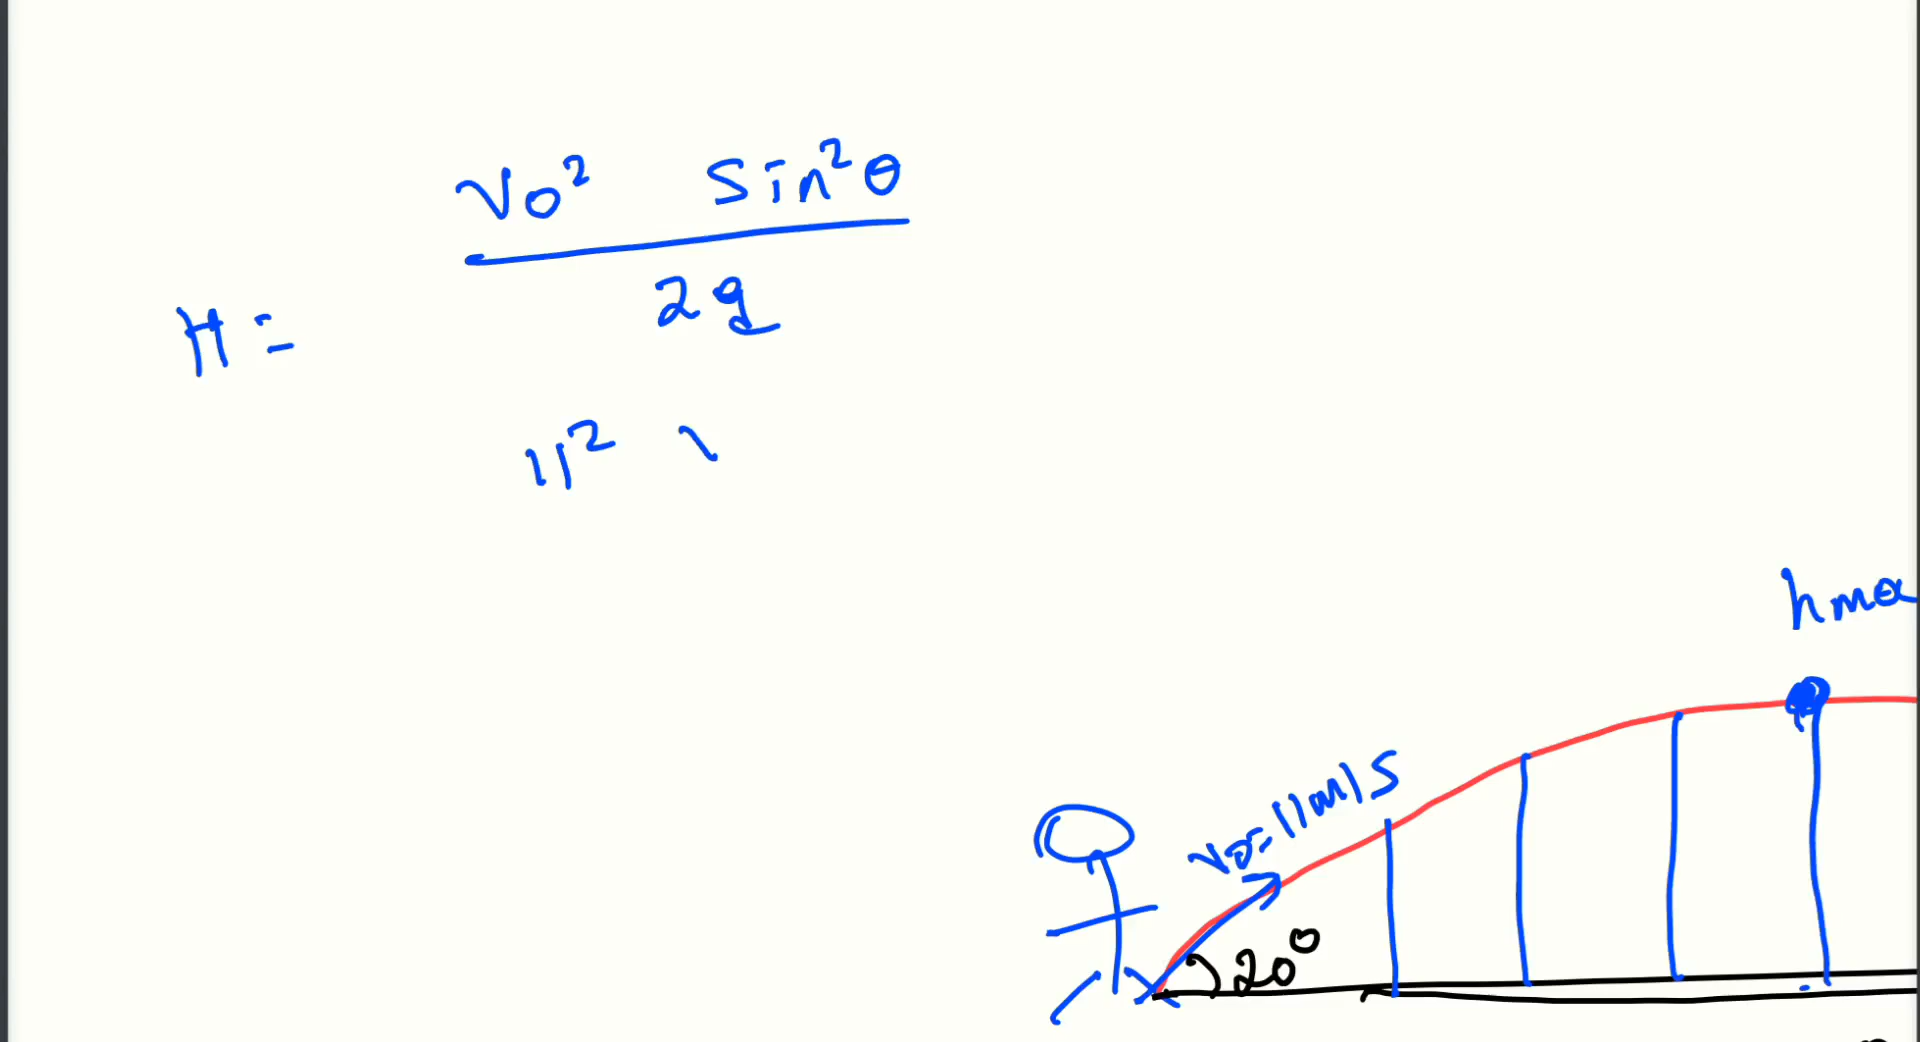 Vo² Sin²θ
H =
2g
11²
hma
Vo = 11m/s
20°